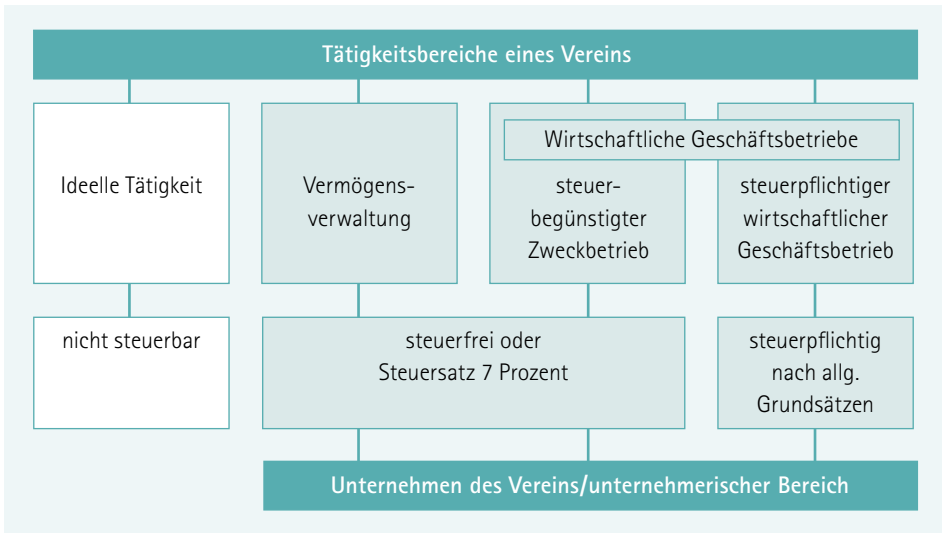 Tätigkeitsbereiche eines Vereins
Ideelle Tätigkeit
Vermögens-
verwaltung
Wirtschaftliche Geschäftsbetriebe
steuer-
begünstigter
Zweckbetrieb
steuerpflichtiger
wirtschaftlicher
Geschäftsbetrieb
nicht steuerbar
steuerfrei oder
Steuersatz 7 Prozent
steuerpflichtig
nach allg.
Grundsätzen
Unternehmen des Vereins/unternehmerischer Bereich